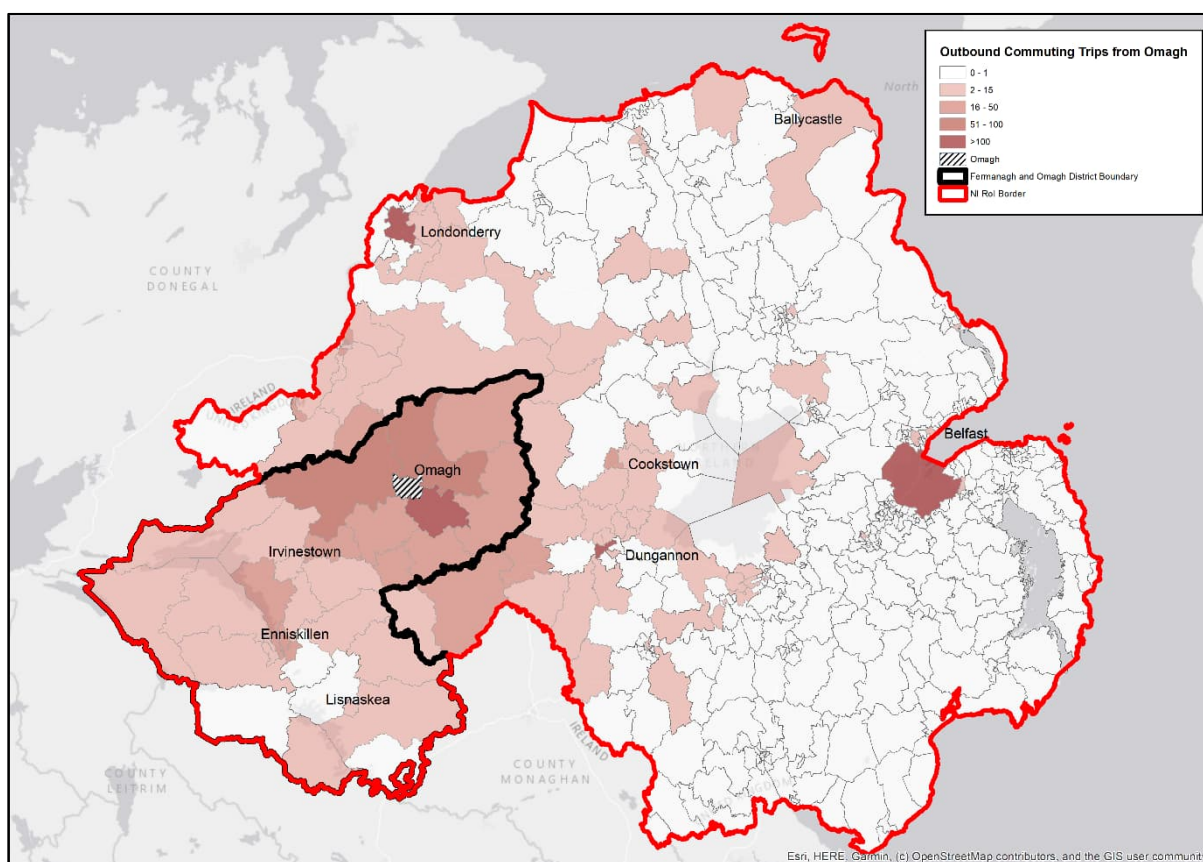 Outbound Commuting Trips from Omagh
0 - 1
2 - 15
16 - 50
51 - 100
>100
Omagh
Fermanagh and Omagh District Boundary
NI RoI Border
North
Ballycastle
Londonderry
COUNTY
DONEGAL
IRELAND
Belfast
Omagh
Cookstown
Irvinestown
Dungannon
Enniskillen
Lisnaskea
IRELAND
COUNTY
MONAGHAN
COUNTY
LEITRIM
Esri, HERE, Garmin, (c) OpenStreetMap contributors, and the GIS user communit